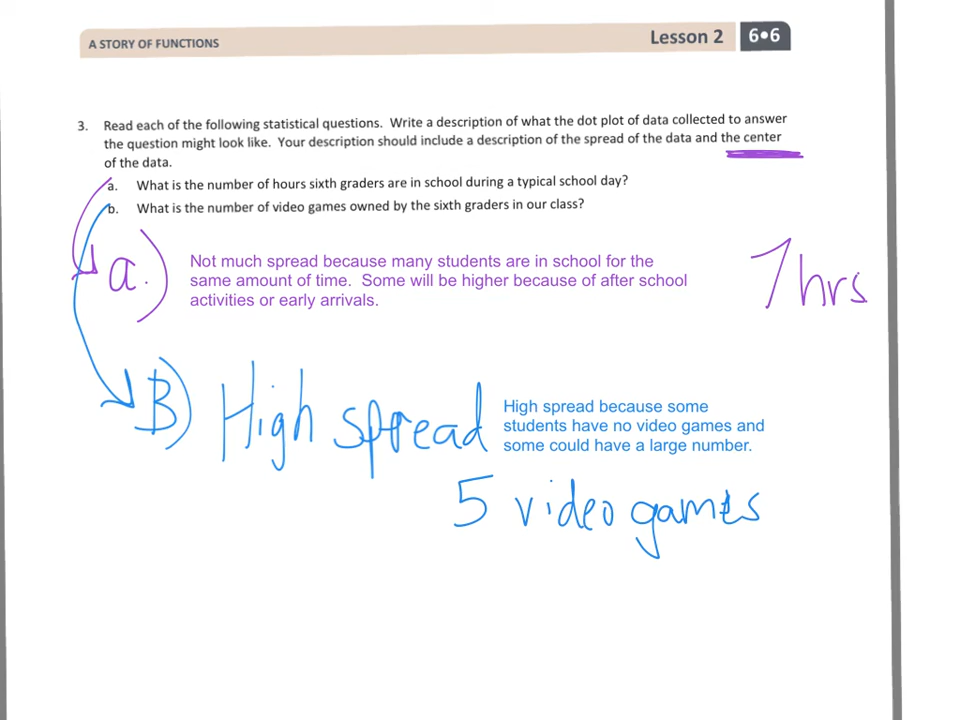 A STORY OF FUNCTIONS
Lesson 2 6•6
3. Read each of the following statistical questions. Write a description of what the dot plot of data collected to answer
the question might look like. Your description should include a description of the spread of the data and the center
of the data.
a. What is the number of hours sixth graders are in school during a typical school day?
b. What is the number of video games owned by the sixth graders in our class?
a.)
Not much spread because many students are in school for the
same amount of time. Some will be higher because of after school
activities or early arrivals.
7 hrs
B) High spread
High spread because some
students have no video games and
some could have a large number.
5 video games